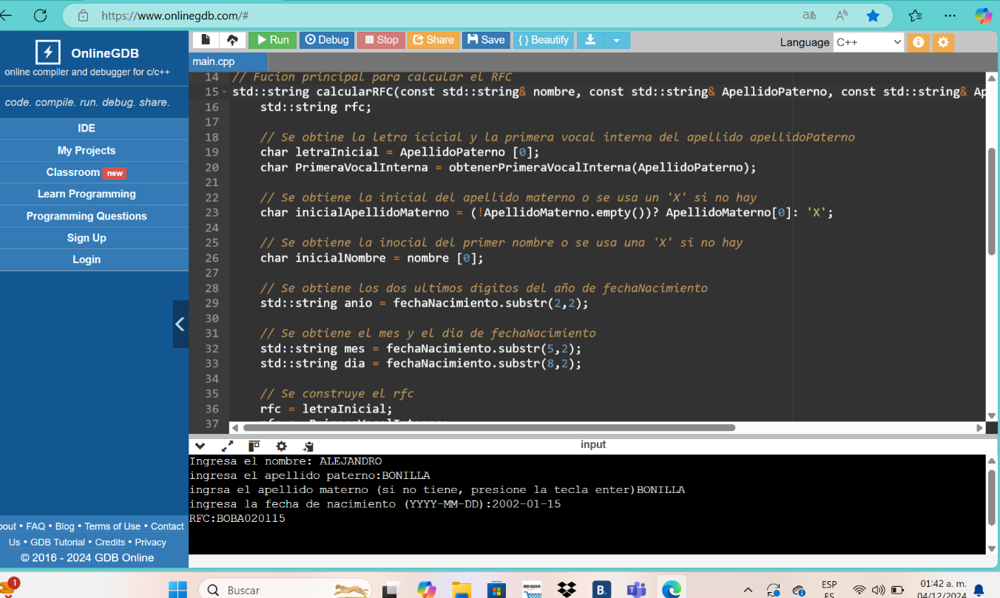 https://www.onlinegdb.com/#
OnlineGDB
online compiler and debugger for c/c++
code. compile. run. debug. share.
IDE
My Projects
Classroom new
Learn Programming
Programming Questions
Sign Up
Login
out • FAQ • Blog • Terms of Use • Contact
Us • GDB Tutorial • Credits • Privacy
© 2016 - 2024 GDB Online
Run Debug Stop Share Save { } Beautify
Language C++
main.cpp
14 // Fucion principal para calcular el RFC
15 std::string calcularRFC(const std::string& nombre, const std::string& ApellidoPaterno, const std::string& Ap
16 std::string rfc;
17
18 // Se obtine la letra icicial y la primera vocal interna del apellido apellidoPaterno
19 char letraInicial = ApellidoPaterno [0];
20 char PrimeraVocalInterna = obtenerPrimeraVocalInterna(ApellidoPaterno);
21
22 // Se obtiene la inicial del apellido materno o se usa un 'X' si no hay
23 char inicialApellidoMaterno = (!ApellidoMaterno.empty())? ApellidoMaterno[0]: 'X';
24
25 // Se obtiene la inocial del primer nombre o se usa una 'X' si no hay
26 char inicialNombre = nombre [0];
27
28 // Se obtiene los dos ultimos digitos del año de fechaNacimiento
29 std::string anio = fechaNacimiento.substr(2,2);
30
31 // Se obtiene el mes y el dia de fechaNacimiento
32 std::string mes = fechaNacimiento.substr(5,2);
33 std::string dia = fechaNacimiento.substr(8,2);
34
35 // Se construye el rfc
36 rfc = letraInicial;
37
input
Ingresa el nombre: ALEJANDRO
ingresa el apellido paterno:BONILLA
ingrsa el apellido materno (si no tiene, presione la tecla enter)BONILLA
ingresa la fecha de nacimiento (YYYY-MM-DD):2002-01-15
RFC:BOBA020115
1
Buscar
amazon
B.
ESP
ES
01:42 a. m.
04/12/2024